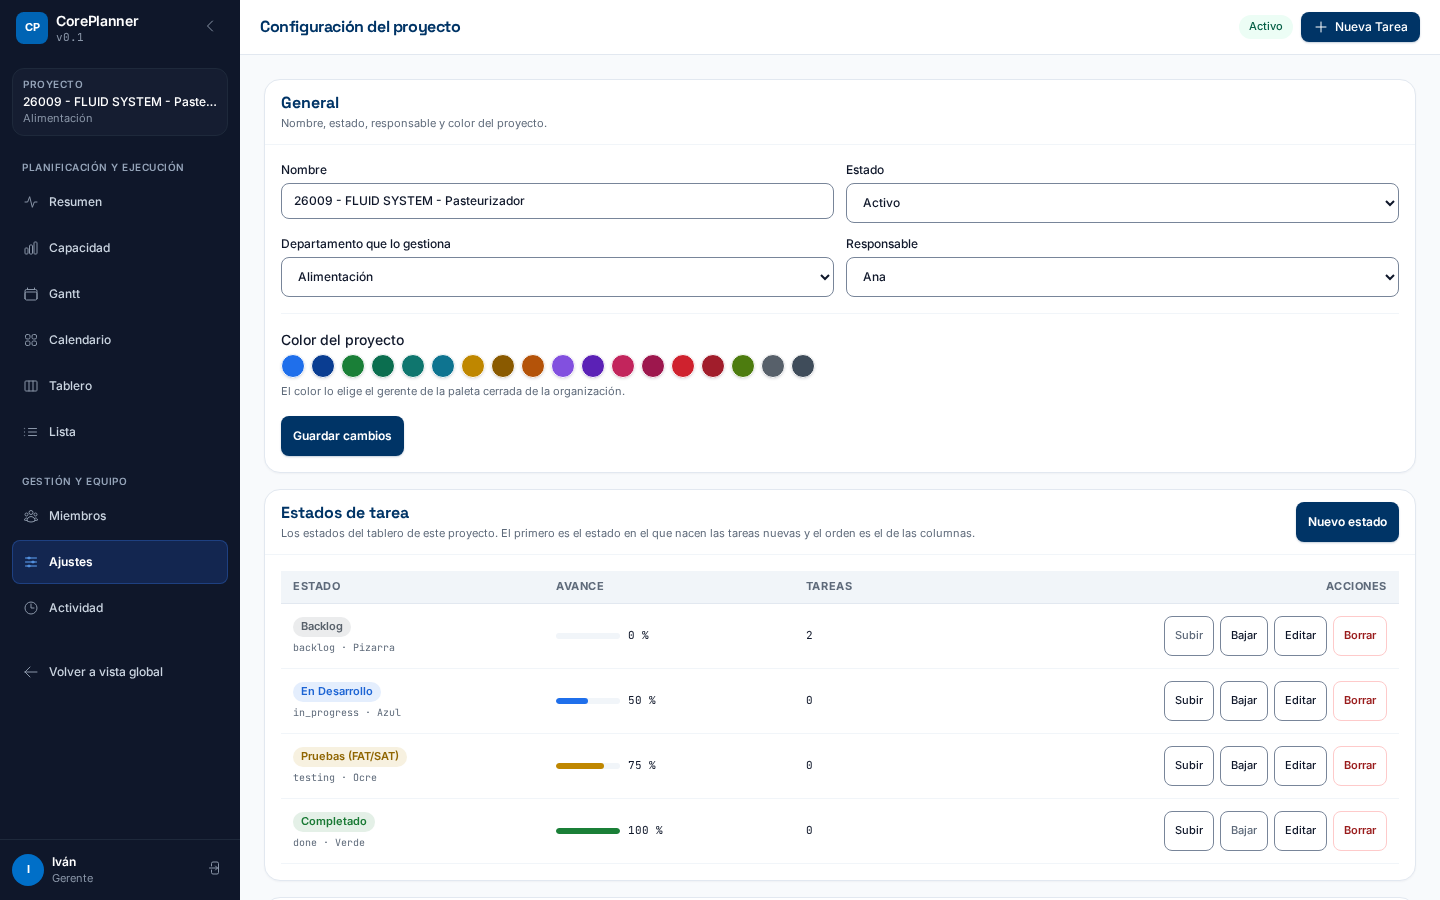 CP
CorePlanner
v0.1
PROYECTO
26009 - FLUID SYSTEM - Paste...
Alimentación
PLANIFICACIÓN Y EJECUCIÓN
Resumen
Capacidad
Gantt
Calendario
Tablero
Lista
GESTIÓN Y EQUIPO
Miembros
Ajustes
Actividad
Volver a vista global
I
Iván
Gerente
Configuración del proyecto
Activo
Nueva Tarea
General
Nombre, estado, responsable y color del proyecto.
Nombre
Estado
26009 - FLUID SYSTEM - Pasteurizador
Activo
Departamento que lo gestiona
Responsable
Alimentación
Ana
Color del proyecto
El color lo elige el gerente de la paleta cerrada de la organización.
Guardar cambios
Estados de tarea
Los estados del tablero de este proyecto. El primero es el estado en el que nacen las tareas nuevas y el orden es el de las columnas.
Nuevo estado
ESTADO AVANCE TAREAS ACCIONES
Backlog
backlog · Pizarra
0 % 2 Subir Bajar Editar Borrar
En Desarrollo
in_progress · Azul
50 % 0 Subir Bajar Editar Borrar
Pruebas (FAT/SAT)
testing · Ocre
75 % 0 Subir Bajar Editar Borrar
Completado
done · Verde
100 % 0 Subir Bajar Editar Borrar